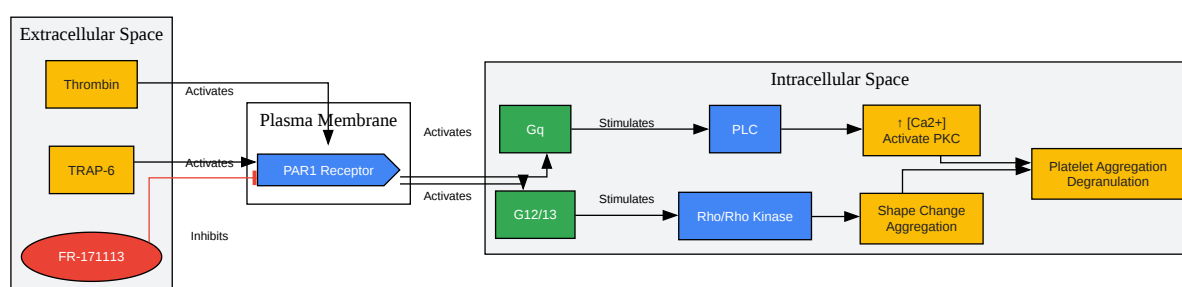 Extracellular Space
Thrombin
Activates
TRAP-6
Activates
FR-171113
Inhibits
Plasma Membrane
PAR1 Receptor
Activates
Activates
Intracellular Space
Gq
Stimulates
PLC
↑ [Ca2+]
Activate PKC
G12/13
Stimulates
Rho/Rho Kinase
Shape Change
Aggregation
Platelet Aggregation
Degranulation